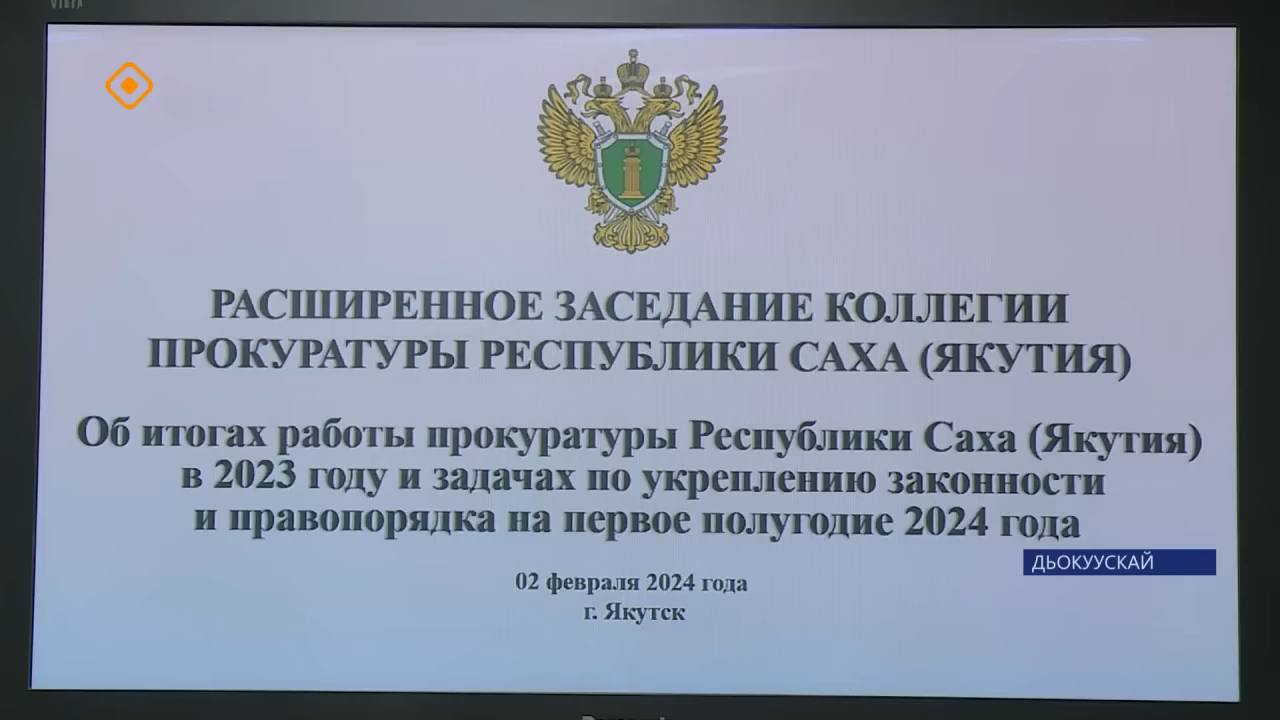 РАСШИРЕННОЕ ЗАСЕДАНИЕ КОЛЛЕГИИ
ПРОКУРАТУРЫ РЕСПУБЛИКИ САХА (ЯКУТИЯ)
Об итогах работы прокуратуры Республики Саха (Якутия)
в 2023 году и задачах по укреплению законности
и правопорядка на первое полугодие 2024 года
ДЬОКУУСКАЙ
02 февраля 2024 года
г. Якутск